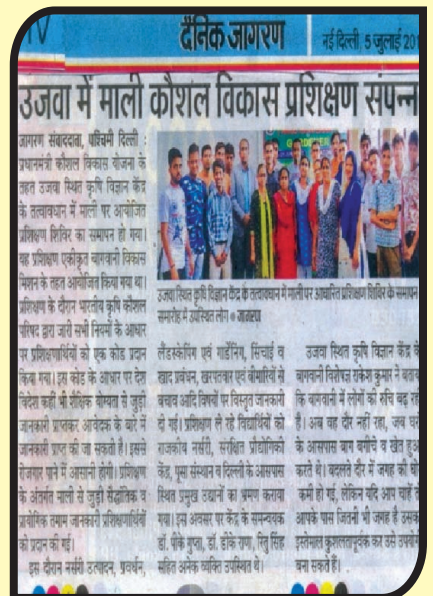 दैनिक जागरण
नई दिल्ली, 5 जुलाई 201
उजवा में माली कौशल विकास प्रशिक्षण संपन्न
जागरण संवाददाता, पश्चिमी दिल्ली :
प्रधानमंत्री कौशल विकास योजना के
तहत उजवा स्थित कृषि विज्ञान केंद्र
के तत्वावधान में माली पर आयोजित
प्रशिक्षण शिविर का समापन हो गया।
यह प्रशिक्षण एकीकृत बागवानी विकास
मिशन के तहत आयोजित किया गया था।
प्रशिक्षण के दौरान भारतीय कृषि कौशल
परिषद द्वारा जारी सभी नियमों के आधार
पर प्रशिक्षणार्थियों को एक कोड प्रदान
किया गया। इस कोड के आधार पर देश
विदेश कहीं भी शैक्षिक योग्यता से जुड़ी
जानकारी प्राप्तकर आवेदक के बारे में
जानकारी प्राप्त की जा सकती है। इससे
रोजगार पाने में आसानी होगी। प्रशिक्षण
के अंतर्गत माली से जुड़ी सैद्धांतिक व
प्रायोगिक तमाम जानकारी प्रशिक्षणार्थियों
को प्रदान की गई।
इस दौरान नर्सरी उत्पादन, प्रवर्धन,
उजवा स्थित कृषि विज्ञान केंद्र के तत्वावधान में माली पर आधारित प्रशिक्षण शिविर के समापन
समारोह में उपस्थित लोग ● जागरण
लैंडस्केपिंग एवं गार्डनिंग, सिंचाई व
खाद प्रबंधन, खरपतवार एवं बीमारियों से
बचाव आदि विषयों पर विस्तृत जानकारी
दी गई। प्रशिक्षण ले रहे विद्यार्थियों को
राजकीय नर्सरी, संरक्षित प्रौद्योगिकी
केंद्र, पूसा संस्थान व दिल्ली के आसपास
स्थित प्रमुख उद्यानों का भ्रमण कराया
गया। इस अवसर पर केंद्र के समन्वयक
डॉ. पीके गुप्ता, डॉ. डीके राणा, रितु सिंह
सहित अनेक व्यक्ति उपस्थित थे।
उजवा स्थित कृषि विज्ञान केंद्र के
बागवानी विशेषज्ञ राकेश कुमार ने बताया
कि बागवानी में लोगों की रुचि बढ़ रही
है। अब वह दौर नहीं रहा, जब घर
के आसपास बाग बगीचे व खेत हुआ
करते थे। बदलते दौर में जगह की घो
कमी हो गई, लेकिन यदि आप चाहें तो
आपके पास जितनी भी जगह है उसका
इस्तेमाल कुशलतापूर्वक कर उसे उपयोगी
बना सकते हैं।